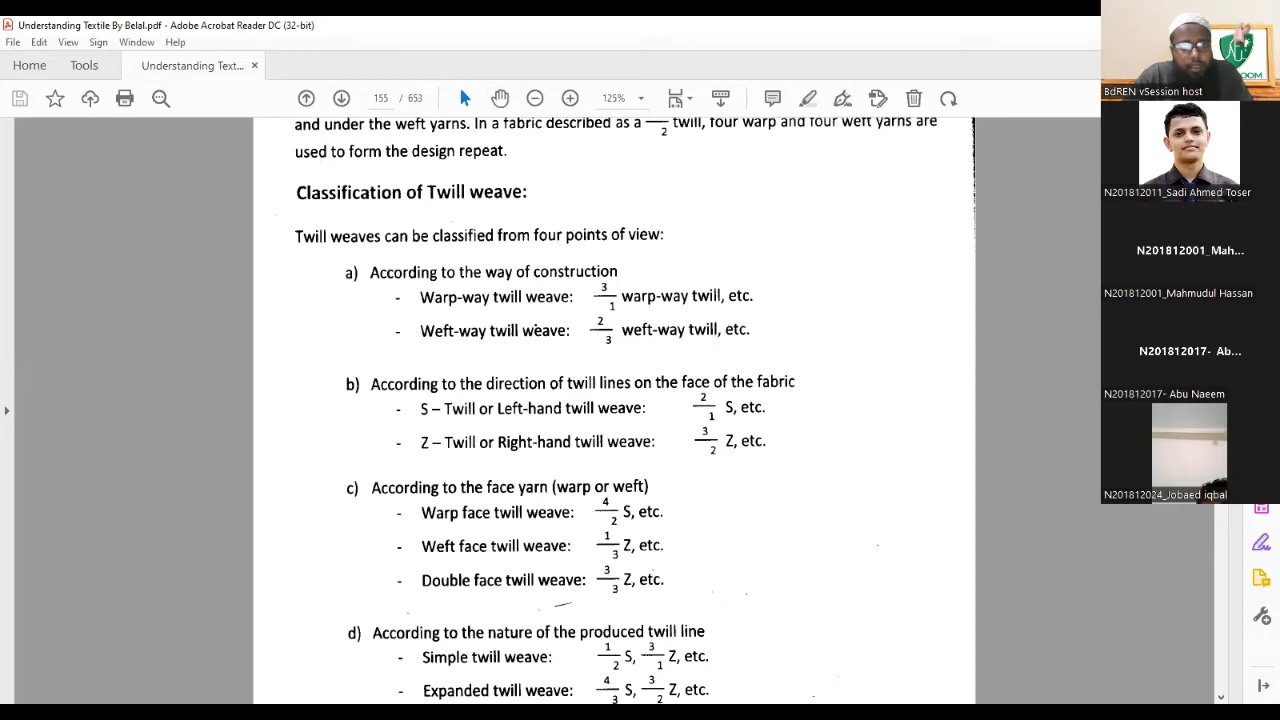 Understanding Textile By Belal.pdf - Adobe Acrobat Reader DC (32-bit)
File Edit View Sign Window Help
Home Tools Understanding Text... ×
155 / 653 125%
and under the weft yarns. In a fabric described as a 2 twill, four warp and four weft yarns are
used to form the design repeat.
Classification of Twill weave:
Twill weaves can be classified from four points of view:
a) According to the way of construction
- Warp-way twill weave: 3/1 warp-way twill, etc.
- Weft-way twill weave: 2/3 weft-way twill, etc.
b) According to the direction of twill lines on the face of the fabric
- S – Twill or Left-hand twill weave: 2/1 S, etc.
- Z – Twill or Right-hand twill weave: 3/2 Z, etc.
c) According to the face yarn (warp or weft)
- Warp face twill weave: 4/2 S, etc.
- Weft face twill weave: 1/3 Z, etc.
- Double face twill weave: 3/3 Z, etc.
d) According to the nature of the produced twill line
- Simple twill weave: 1/2 S, 3/1 Z, etc.
- Expanded twill weave: 4/3 S, 3/2 Z, etc.
BdREN vSession host
N201812011_Sadi Ahmed Toser
N201812001_Mah...
N201812001_Mahmudul Hassan
N201812017- Ab...
N201812017- Abu Naeem
N201812024_Jobaed iqbal